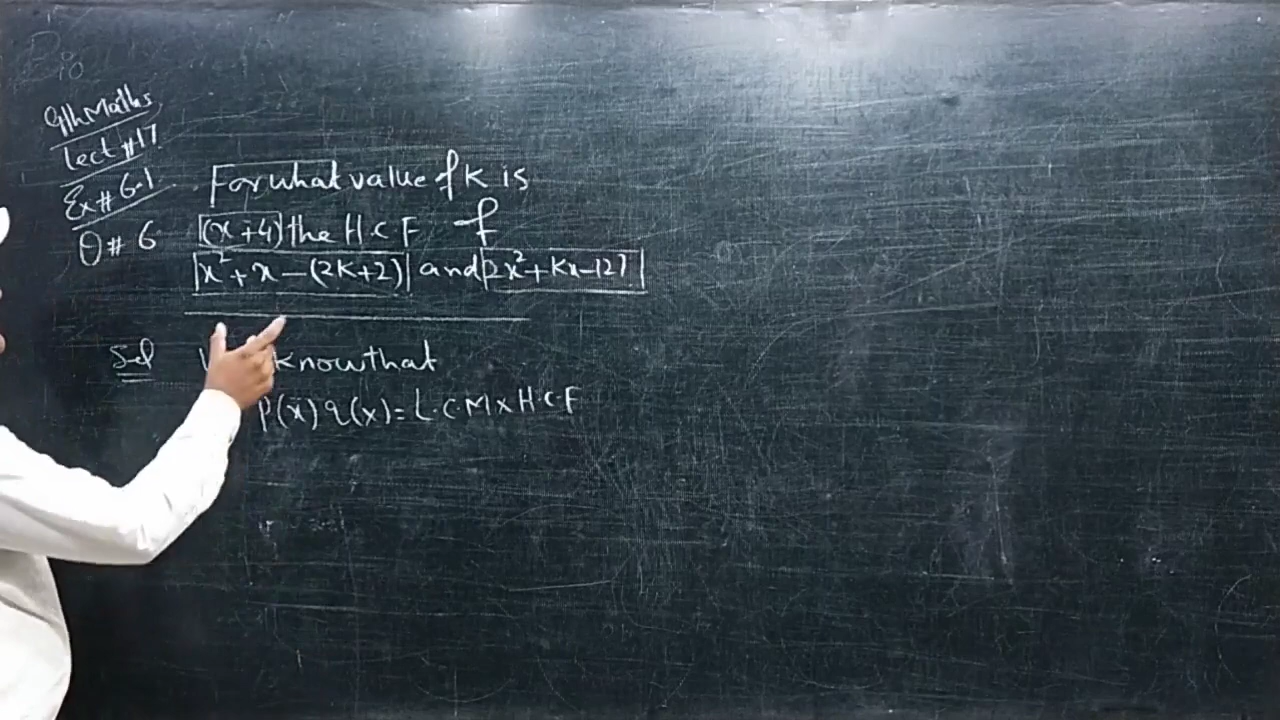 Bio
9th Maths
Lect #17
Ex # 6.1
Q # 6
For what value of K is
(x+4) the H.C.F of
x²+x-(2K+2) and 2x²+Kx-12?
Sol
know that
P(x) q(x) = L.C.M x H.C.F